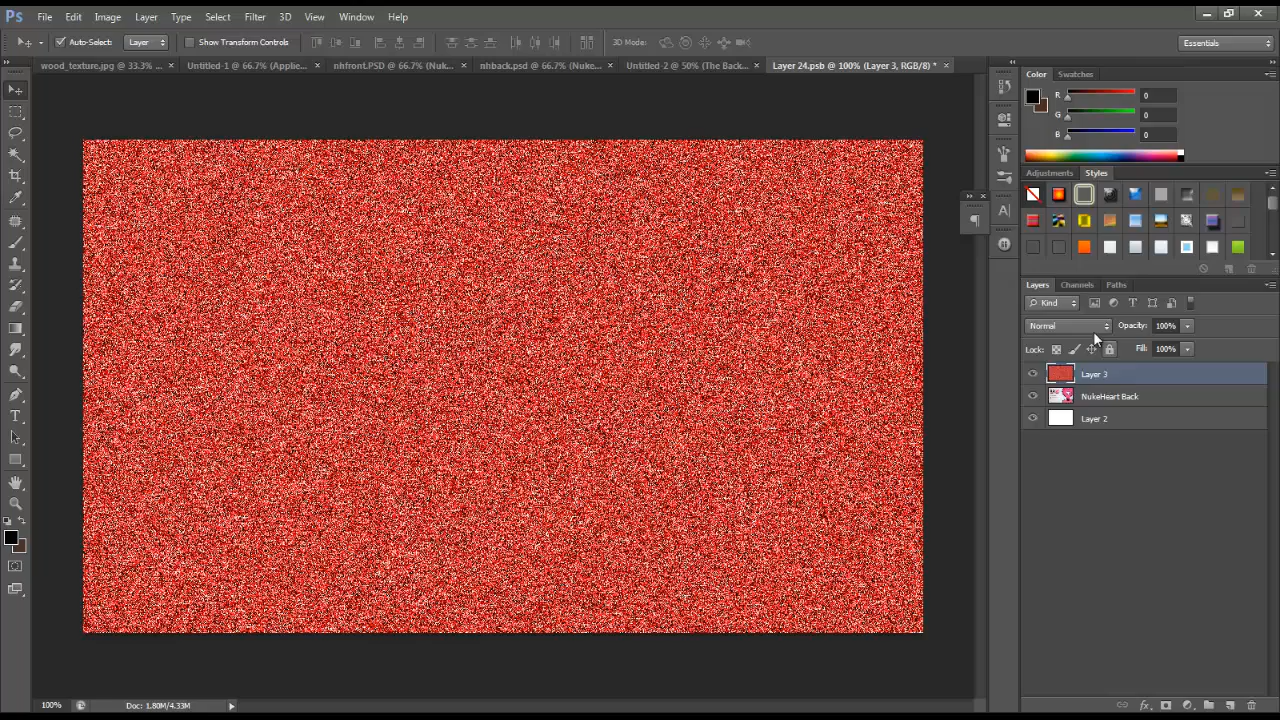 Ps File Edit Image Layer Type Select Filter 3D View Window Help
Auto-Select: Layer Show Transform Controls 3D Mode: Essentials
wood_texture.jpg @ 33.3% ... × Untitled-1 @ 66.7% (Applie... × nhfront.PSD @ 66.7% (Nuk... × nhback.psd @ 66.7% (Nuke... × Untitled-2 @ 50% (The Back... × Layer 24.psb @ 100% (Layer 3, RGB/8) * ×
Color Swatches
R 0
G 0
B 0
Adjustments Styles
Layers Channels Paths
Kind
Normal Opacity: 100%
Lock: Fill: 100%
Layer 3
NukeHeart Back
Layer 2
100% Doc: 1.80M/4.33M